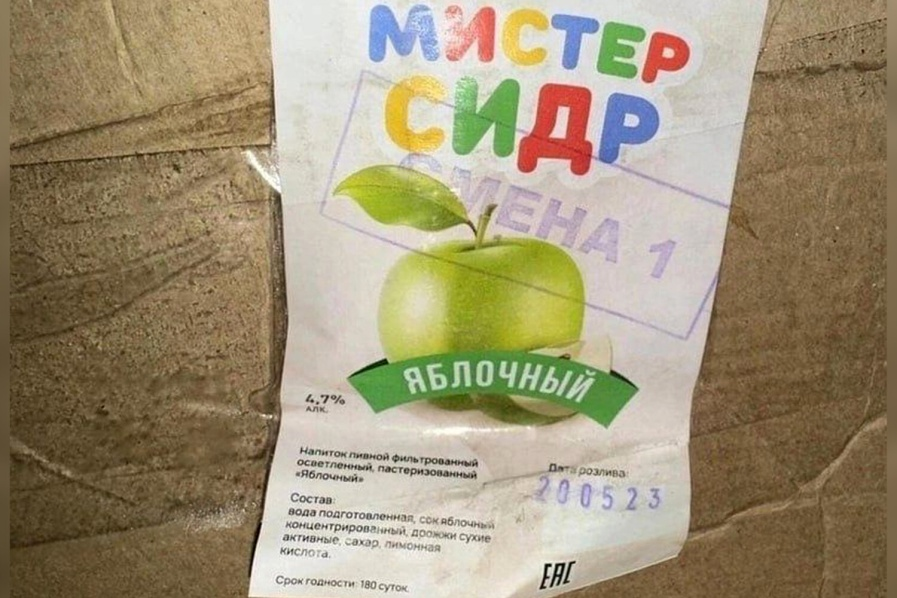 МИСТЕР
СИДР
СМЕНА 1
ЯБЛОЧНЫЙ
4,7%
АЛК.
Напиток пивной фильтрованный
осветленный, пастеризованный
«Яблочный»
Дата розлива:
200523
Состав:
вода подготовленная, сок яблочный
концентрированный, дрожжи сухие
активные, сахар, лимонная
кислота.
Срок годности: 180 суток.
ЕАС